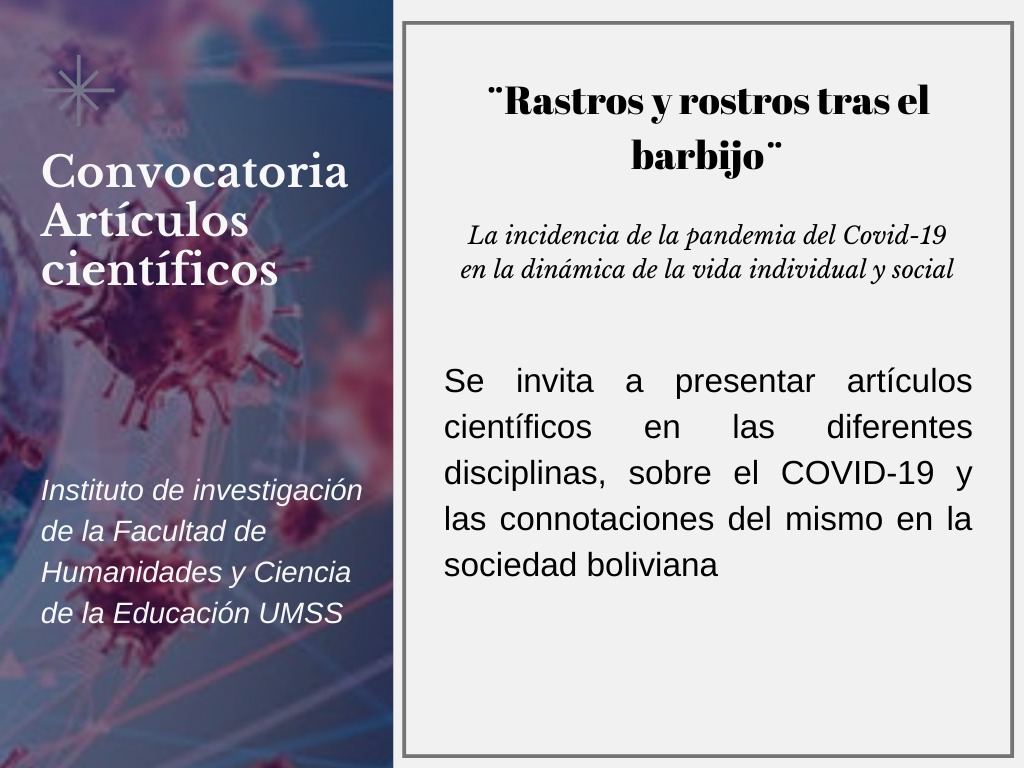 Convocatoria
Artículos
científicos
Instituto de investigación
de la Facultad de
Humanidades y Ciencia
de la Educación UMSS
¨Rastros y rostros tras el
barbijo¨
La incidencia de la pandemia del Covid-19
en la dinámica de la vida individual y social
Se invita a presentar artículos
científicos en las diferentes
disciplinas, sobre el COVID-19 y
las connotaciones del mismo en la
sociedad boliviana